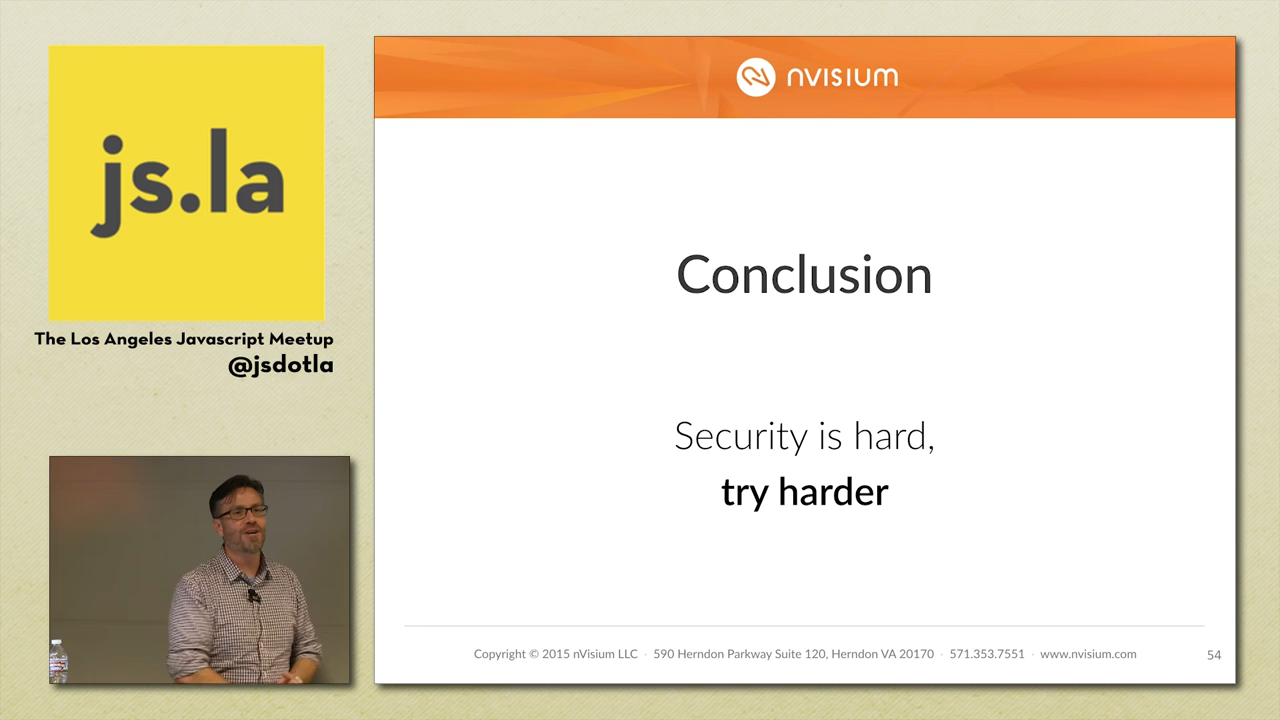 js.la
The Los Angeles Javascript Meetup
@jsdotla
nvisium
Conclusion
Security is hard,
try harder
Copyright © 2015 nVisium LLC · 590 Herndon Parkway Suite 120, Herndon VA 20170 · 571.353.7551 · www.nvisium.com
54